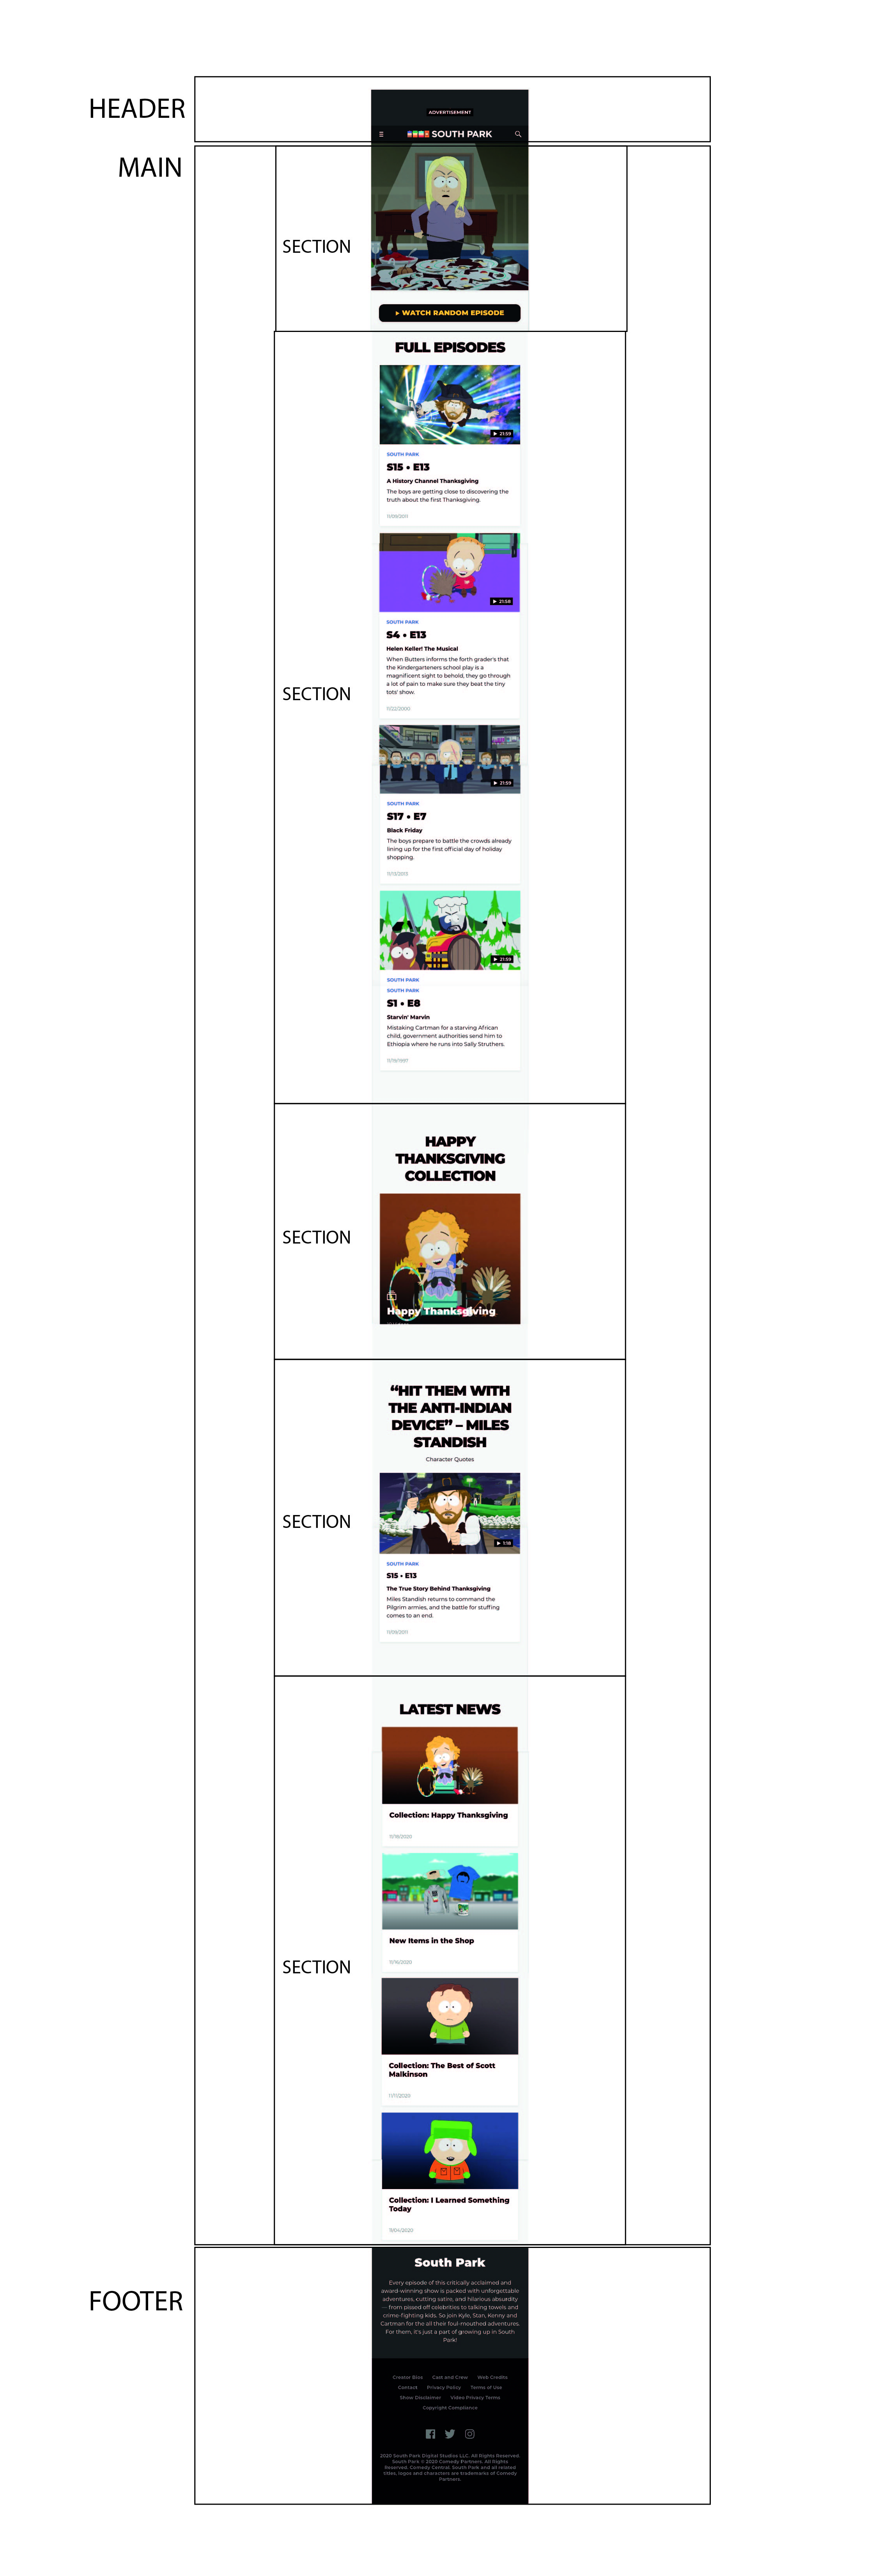 HEADER
ADVERTISEMENT
SOUTH PARK
MAIN
SECTION
WATCH RANDOM EPISODE
FULL EPISODES
21:59
SOUTH PARK
S15 • E13
A History Channel Thanksgiving
The boys are getting close to discovering the
truth about the first Thanksgiving.
11/09/2011
21:58
SOUTH PARK
S4 • E13
Helen Keller! The Musical
When Butters informs the forth grader's that
the Kindergarteners school play is a
magnificent sight to behold, they go through
a lot of pain to make sure they beat the tiny
tots' show.
SECTION
11/22/2000
21:59
SOUTH PARK
S17 • E7
Black Friday
The boys prepare to battle the crowds already
lining up for the first official day of holiday
shopping.
11/13/2013
21:59
SOUTH PARK
SOUTH PARK
S1 • E8
Starvin' Marvin
Mistaking Cartman for a starving African
child, government authorities send him to
Ethiopia where he runs into Sally Struthers.
11/19/1997
HAPPY
THANKSGIVING
COLLECTION
SECTION
Happy Thanksgiving
“HIT THEM WITH
THE ANTI-INDIAN
DEVICE” – MILES
STANDISH
Character Quotes
SECTION
1:18
SOUTH PARK
S15 • E13
The True Story Behind Thanksgiving
Miles Standish returns to command the
Pilgrim armies, and the battle for stuffing
comes to an end.
11/09/2011
LATEST NEWS
Collection: Happy Thanksgiving
11/18/2020
New Items in the Shop
11/16/2020
SECTION
Collection: The Best of Scott
Malkinson
11/11/2020
Collection: I Learned Something
Today
11/04/2020
FOOTER
South Park
Every episode of this critically acclaimed and
award-winning show is packed with unforgettable
adventures, cutting satire, and hilarious absurdity
— from pissed off celebrities to talking towels and
crime-fighting kids. So join Kyle, Stan, Kenny and
Cartman for the all their foul-mouthed adventures.
For them, it's just a part of growing up in South
Park!
Creator Bios Cast and Crew Web Credits
Contact Privacy Policy Terms of Use
Show Disclaimer Video Privacy Terms
Copyright Compliance
2020 South Park Digital Studios LLC. All Rights Reserved.
South Park © 2020 Comedy Partners. All Rights
Reserved. Comedy Central, South Park and all related
titles, logos and characters are trademarks of Comedy
Partners.